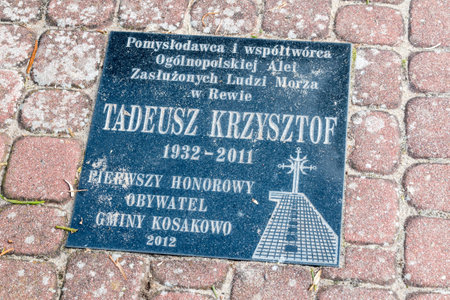 Pomysłodawca i współtwórca
Ogólnopolskiej Alei
Zasłużonych Ludzi Morza
w Rewie
TADEUSZ KRZYSZTOF
1932-2011
PIERWSZY HONOROWY
OBYWATEL
GMINY KOSAKOWO
2012